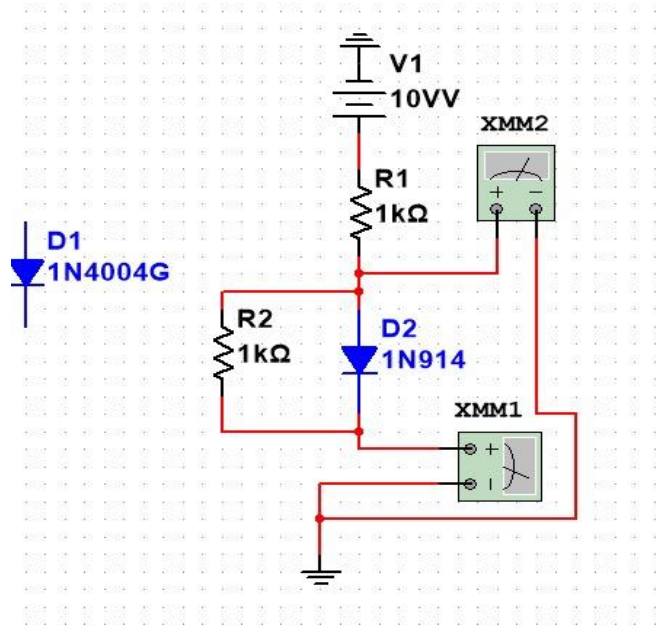 V1
10VV
XMM2
+ −
R1
1kΩ
D1
1N4004G
R2
1kΩ
D2
1N914
XMM1
+
−